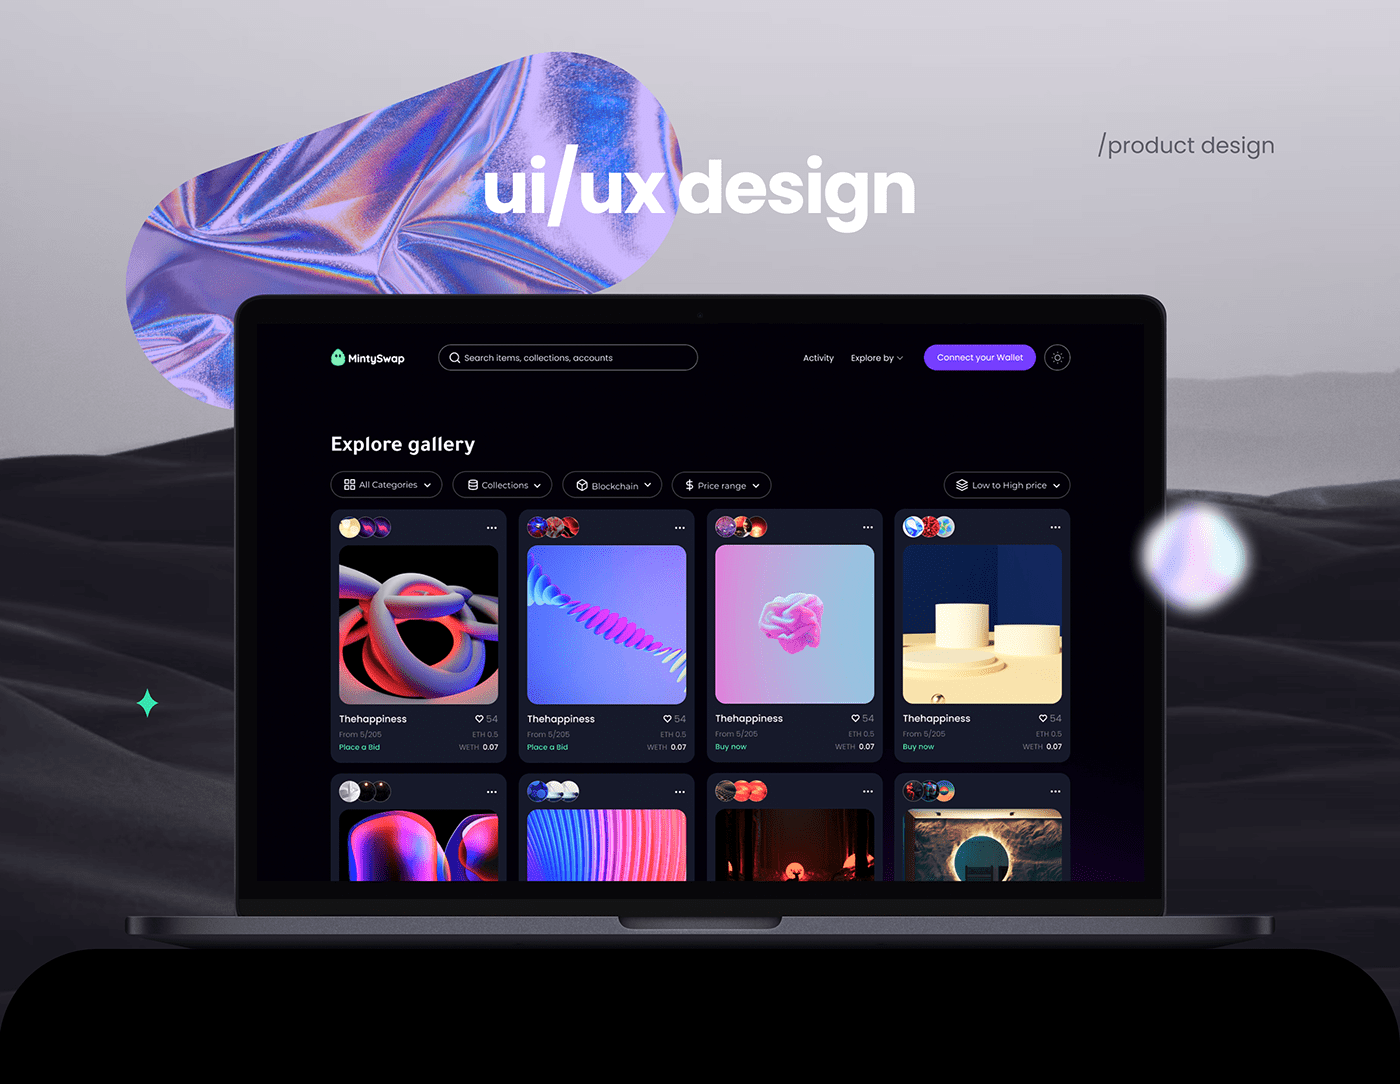 /product design
ui/ux design
MintySwap
Search items, collections, accounts
Activity
Explore by
Connect your Wallet
Explore gallery
All Categories
Collections
Blockchain
$ Price range
Low to High price
Thehappiness 54
From 5/205 ETH 0.5
Place a Bid WETH 0.07
Thehappiness 54
From 5/205 ETH 0.5
Place a Bid WETH 0.07
Thehappiness 54
From 5/205 ETH 0.5
Buy now WETH 0.07
Thehappiness 54
From 5/205 ETH 0.5
Buy now WETH 0.07